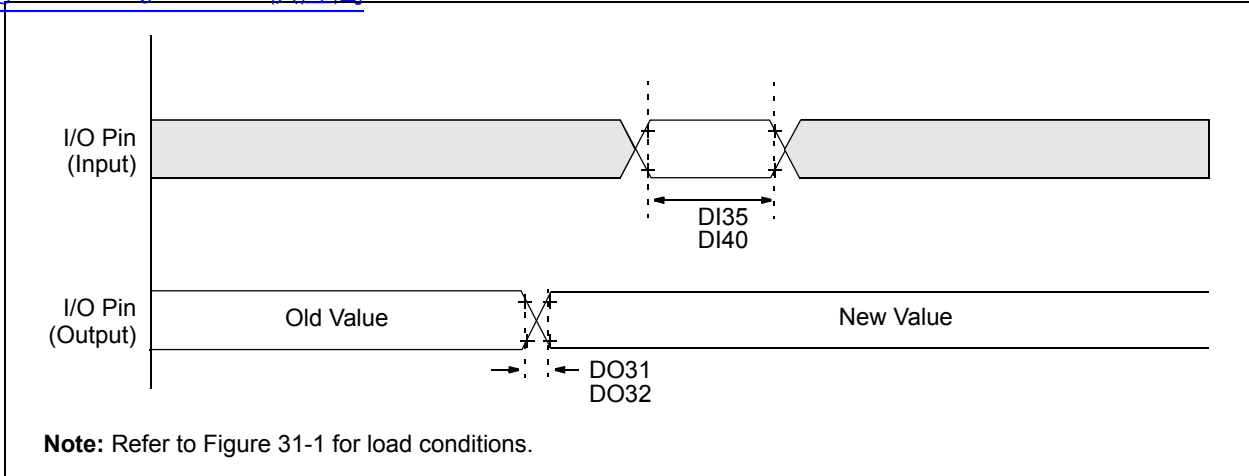 I/O Pin
(Input)
DI35
DI40
I/O Pin
(Output)
Old Value
New Value
DO31
DO32
Note: Refer to Figure 31-1 for load conditions.